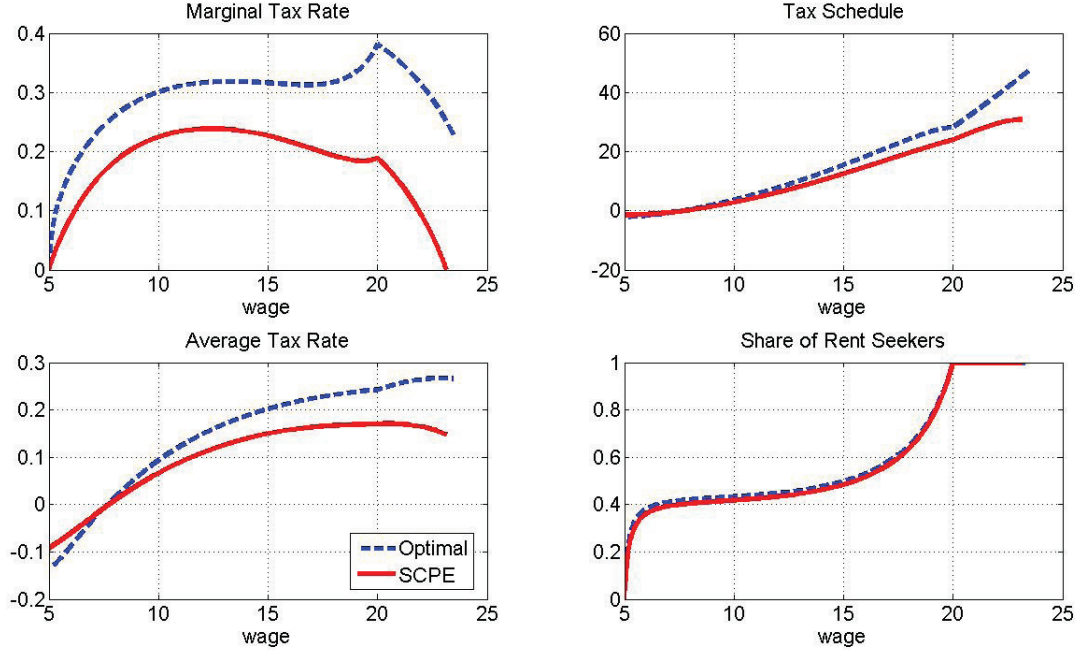 Marginal Tax Rate
0.4
0.3
0.2
0.1
0
5 10 15 20 25
wage
Tax Schedule
60
40
20
0
-20
5 10 15 20 25
wage
Average Tax Rate
0.3
0.2
0.1
0
-0.1
-0.2
Optimal
SCPE
5 10 15 20 25
wage
Share of Rent Seekers
1
0.8
0.6
0.4
0.2
0
5 10 15 20 25
wage